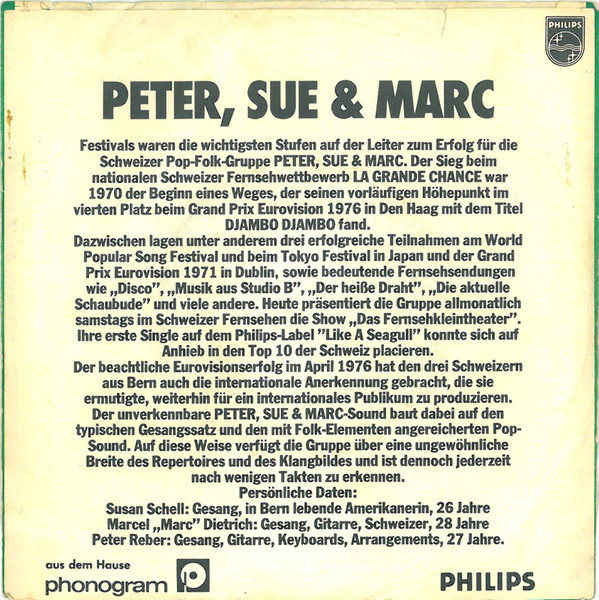 PHILIPS
PETER, SUE & MARC
Festivals waren die wichtigsten Stufen auf der Leiter zum Erfolg für die
Schweizer Pop-Folk-Gruppe PETER, SUE & MARC. Der Sieg beim
nationalen Schweizer Fernsehwettbewerb LA GRANDE CHANCE war
1970 der Beginn eines Weges, der seinen vorläufigen Höhepunkt im
vierten Platz beim Grand Prix Eurovision 1976 in Den Haag mit dem Titel
DJAMBO DJAMBO fand.
Dazwischen lagen unter anderem drei erfolgreiche Teilnahmen am World
Popular Song Festival und beim Tokyo Festival in Japan und der Grand
Prix Eurovision 1971 in Dublin, sowie bedeutende Fernsehsendungen
wie „Disco”, „Musik aus Studio B”, „Der heiße Draht”, „Die aktuelle
Schaubude” und viele andere. Heute präsentiert die Gruppe allmonatlich
samstags im Schweizer Fernsehen die Show „Das Fernsehkleintheater”.
Ihre erste Single auf dem Philips-Label ”Like A Seagull” konnte sich auf
Anhieb in den Top 10 der Schweiz placieren.
Der beachtliche Eurovisionserfolg im April 1976 hat den drei Schweizern
aus Bern auch die internationale Anerkennung gebracht, die sie
ermutigte, weiterhin für ein internationales Publikum zu produzieren.
Der unverkennbare PETER, SUE & MARC-Sound baut dabei auf den
typischen Gesangssatz und den mit Folk-Elementen angereicherten Pop-
Sound. Auf diese Weise verfügt die Gruppe über eine ungewöhnliche
Breite des Repertoires und des Klangbildes und ist dennoch jederzeit
nach wenigen Takten zu erkennen.
Persönliche Daten:
Susan Schell: Gesang, in Bern lebende Amerikanerin, 26 Jahre
Marcel „Marc” Dietrich: Gesang, Gitarre, Schweizer, 28 Jahre
Peter Reber: Gesang, Gitarre, Keyboards, Arrangements, 27 Jahre.
aus dem Hause
phonogram
PHILIPS